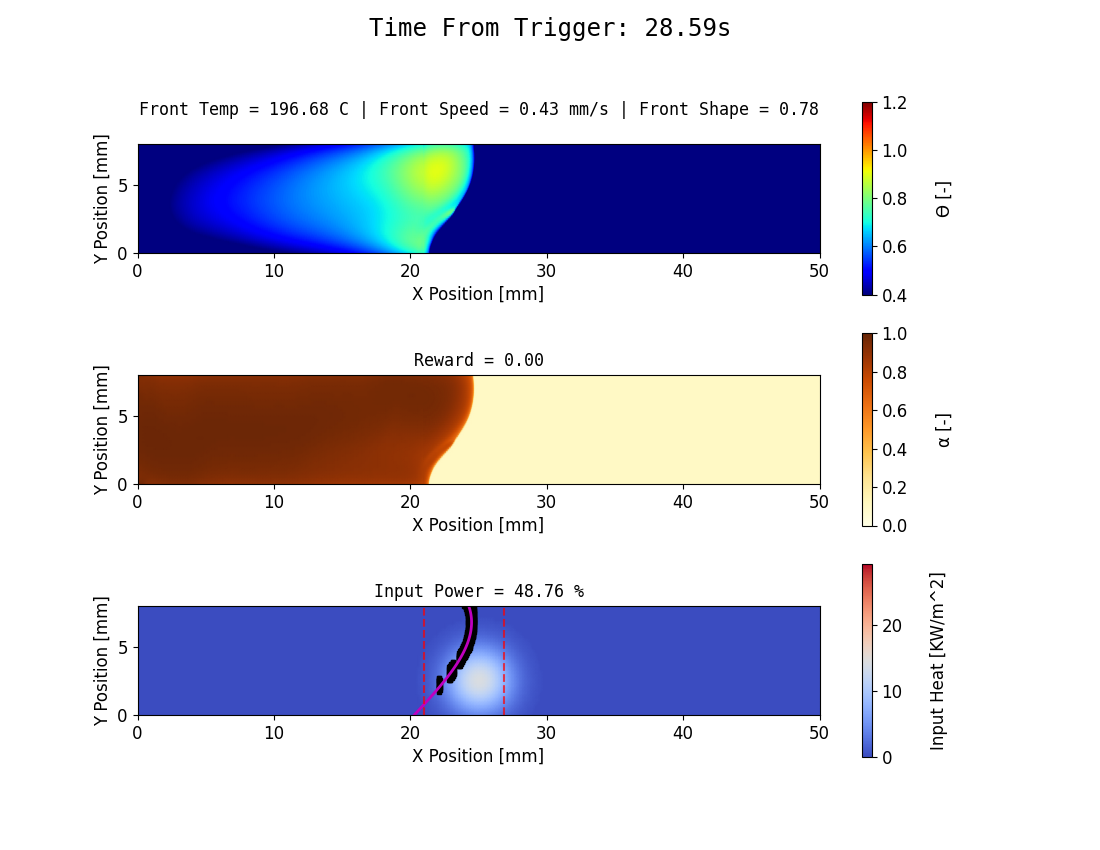 Time From Trigger: 28.59s
Front Temp = 196.68 C | Front Speed = 0.43 mm/s | Front Shape = 0.78
Y Position [mm]
5
0
0 10 20 30 40 50
X Position [mm]
1.2
1.0
0.8
0.6
0.4
Θ [-]
Reward = 0.00
Y Position [mm]
5
0
0 10 20 30 40 50
X Position [mm]
1.0
0.8
0.6
0.4
0.2
0.0
α [-]
Input Power = 48.76 %
Y Position [mm]
5
0
0 10 20 30 40 50
X Position [mm]
20
10
0
Input Heat [KW/m^2]